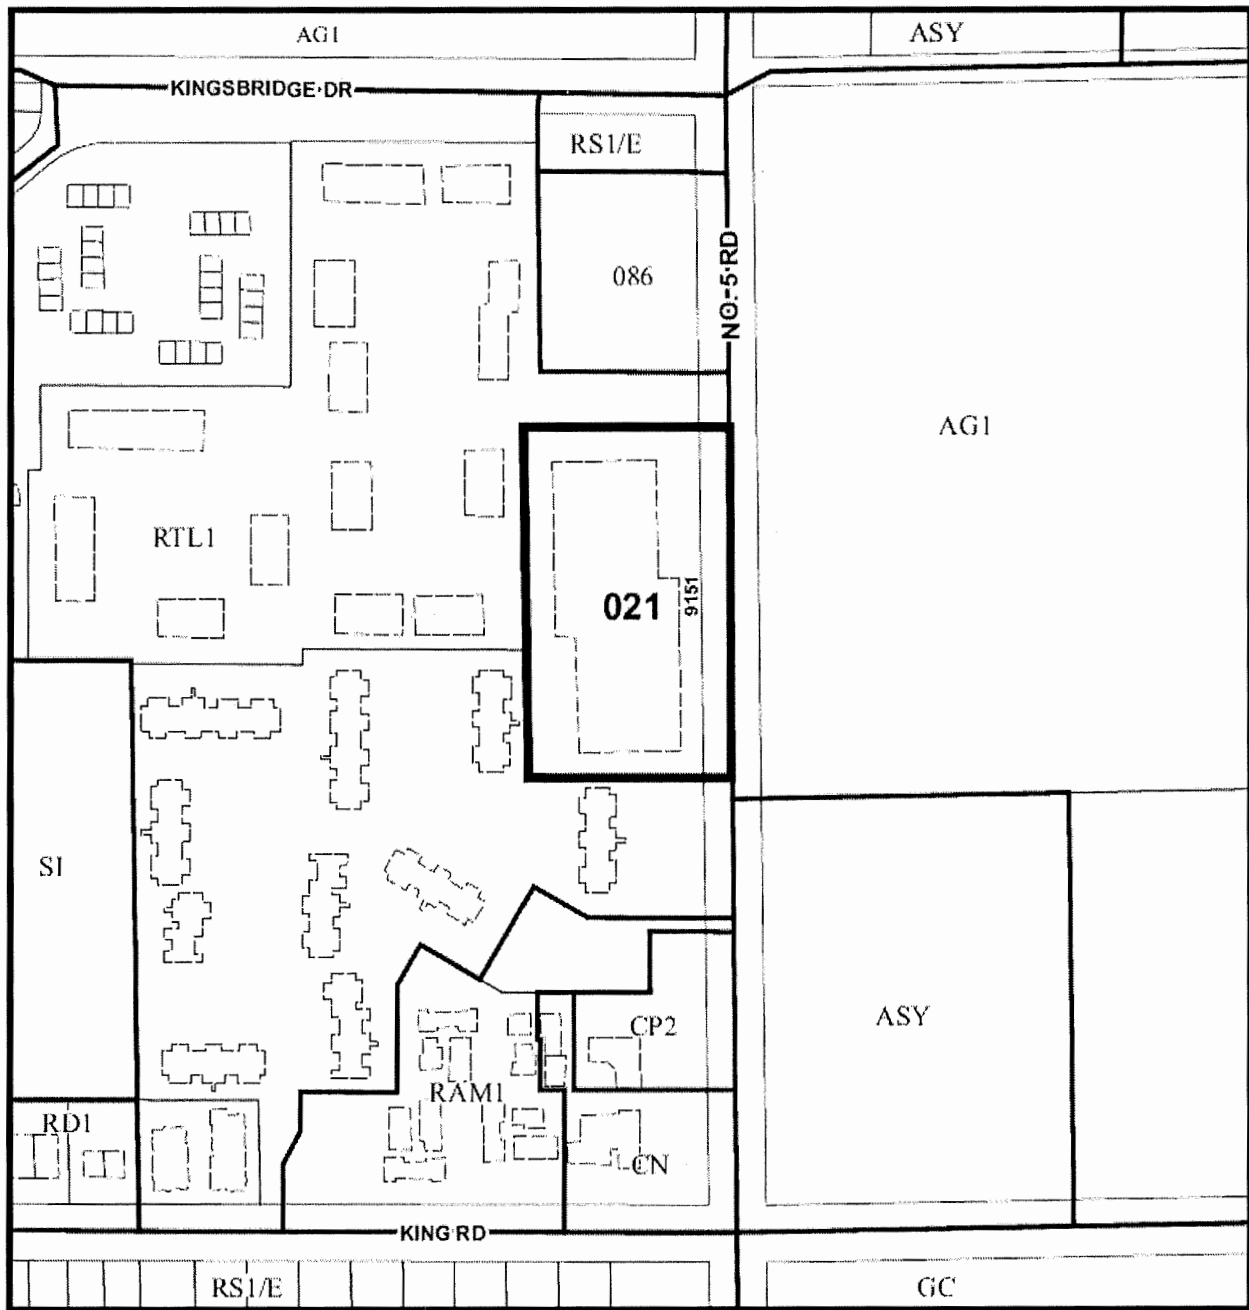 AG1
ASY
KINGSBRIDGE DR
RS1/E
086
NO. 5 RD
AG1
RTL1
021
9151
SI
CP2
ASY
RAM1
RD1
CN
KING RD
RS1/E
GC